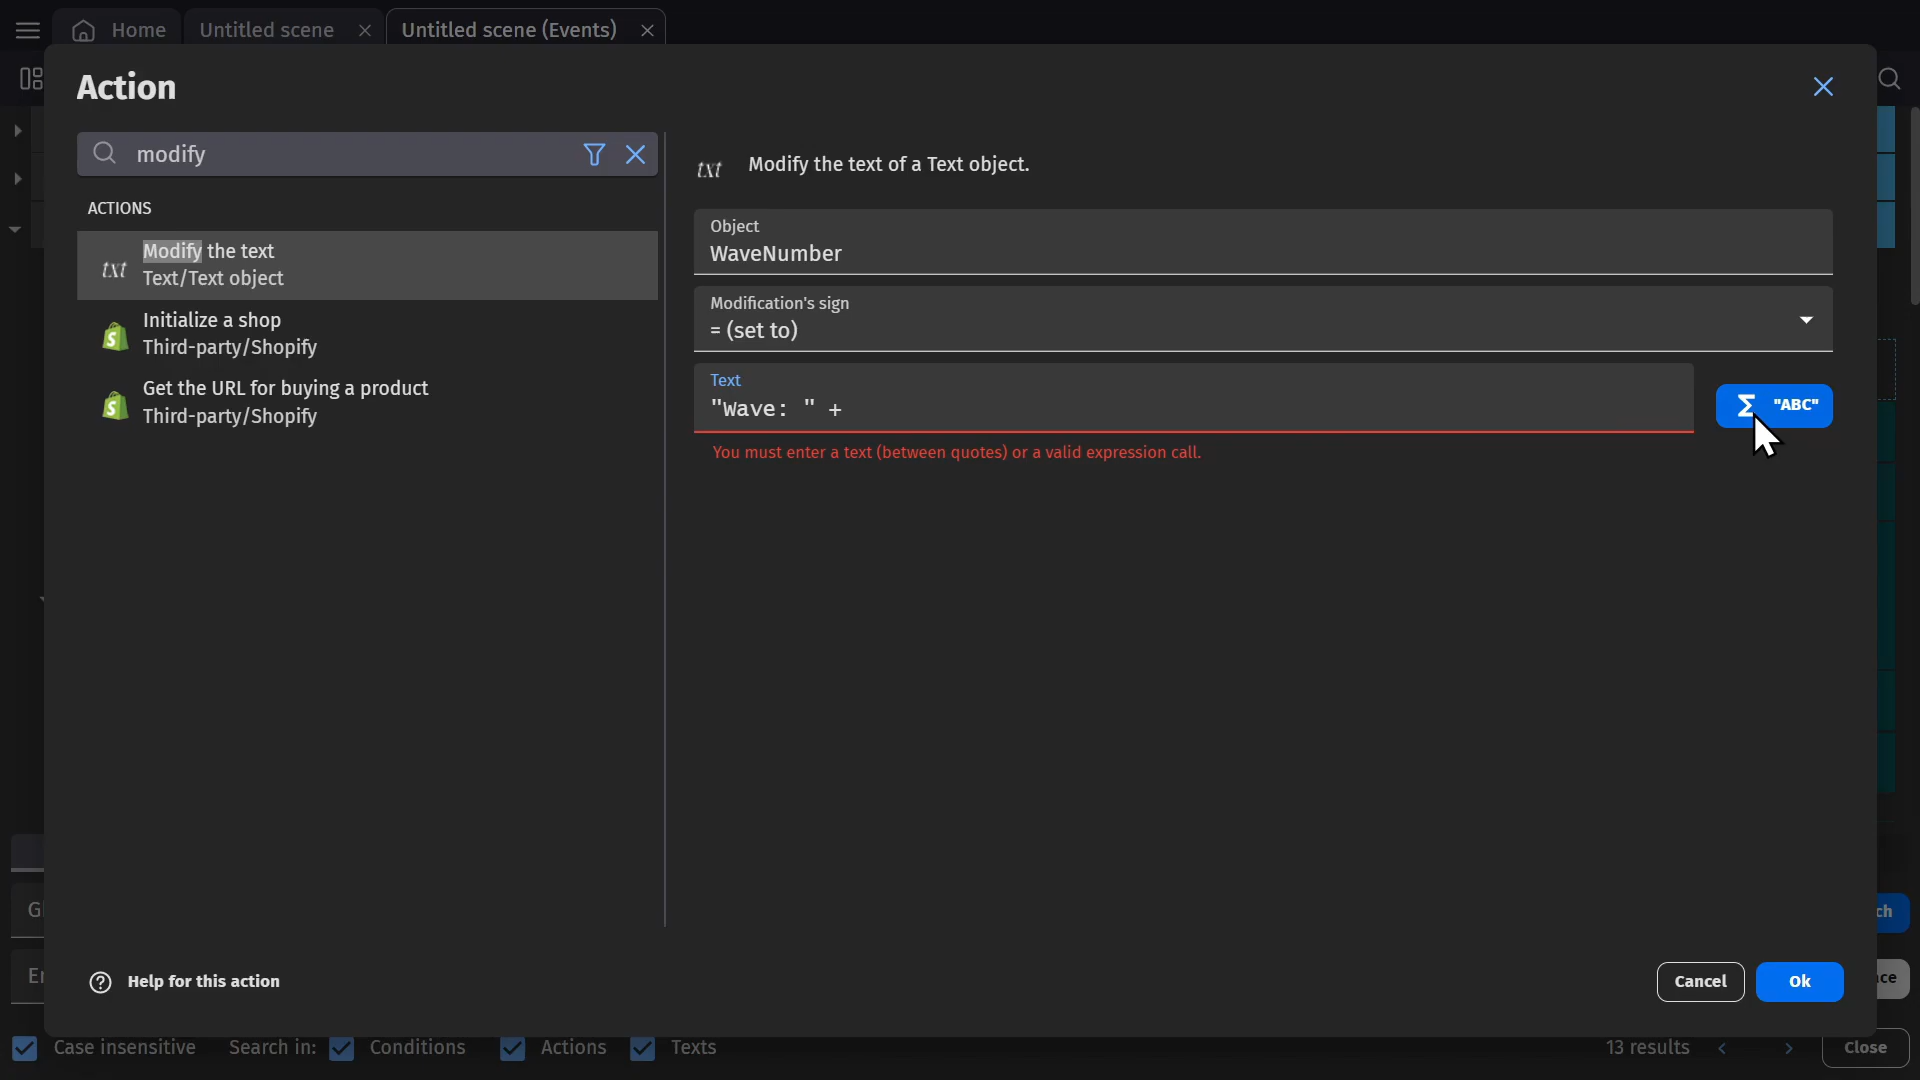 Home
Untitled scene
Untitled scene (Events)
Action
modify
ACTIONS
Modify the text
Text/Text object
Initialize a shop
Third-party/Shopify
Get the URL for buying a product
Third-party/Shopify
txt Modify the text of a Text object.
Object
WaveNumber
Modification's sign
= (set to)
Text
"Wave: " +
Σ "ABC"
You must enter a text (between quotes) or a valid expression call.
Help for this action
Cancel
Ok
Case insensitive
Search in:
Conditions
Actions
Texts
13 results
Close